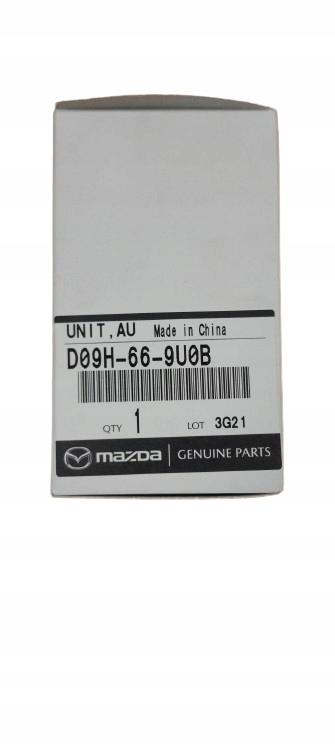 UNIT, AU Made in China
D09H-66-9U0B
QTY 1 LOT 3G21
mazda GENUINE PARTS